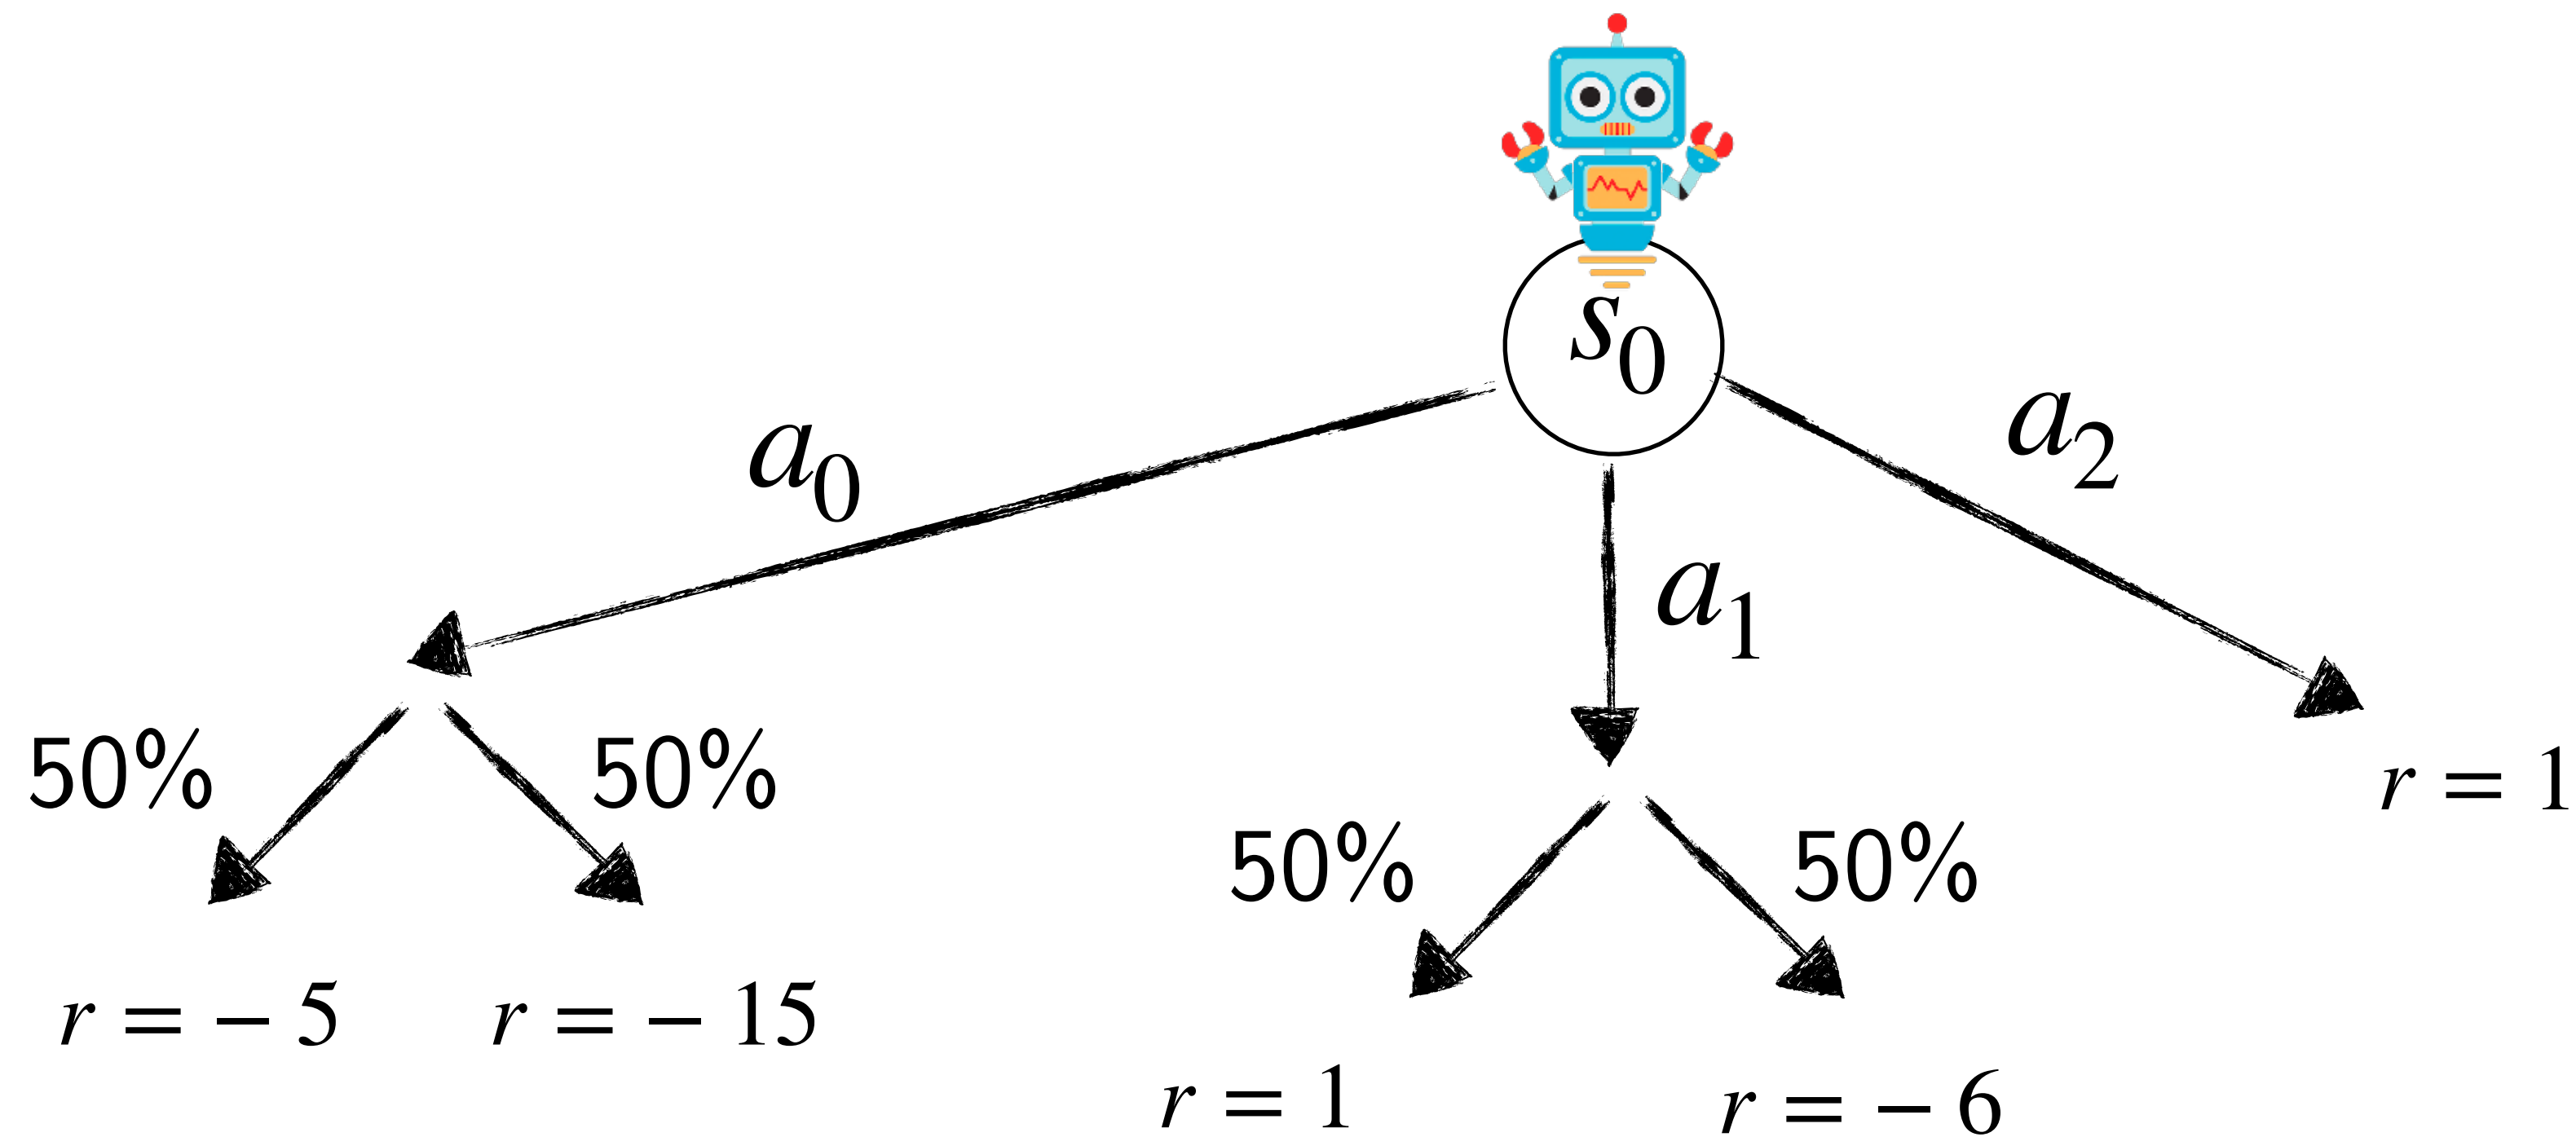 s₀
a₀
a₂
a₁
50%
50%
r = 1
50%
50%
r = − 5
r = − 15
r = 1
r = − 6